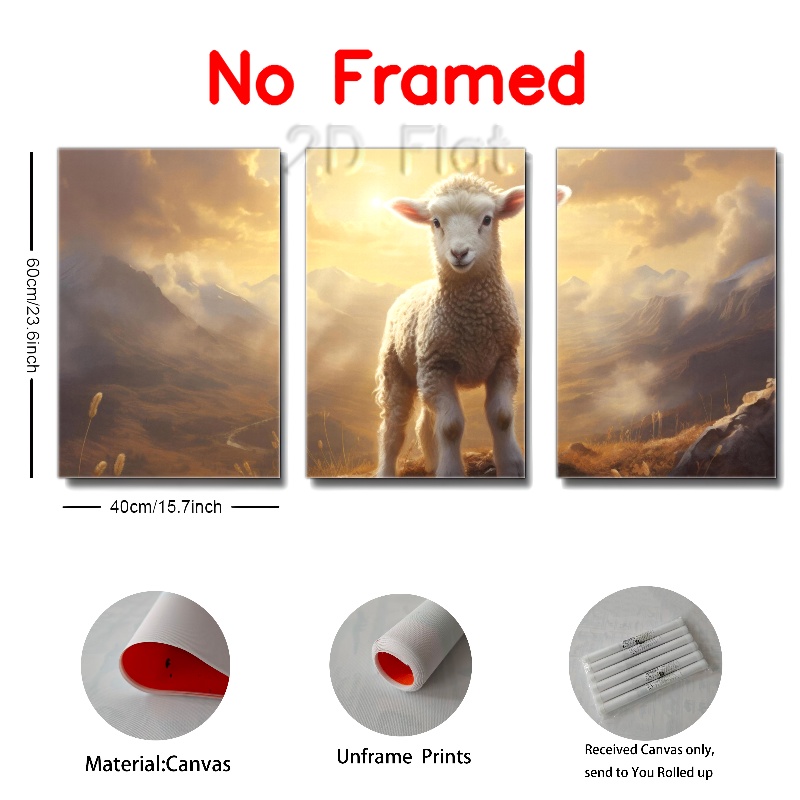 No Framed
2D Flat
60cm/23.6inch
40cm/15.7inch
Material:Canvas
Unframe Prints
Received Canvas only,
send to You Rolled up